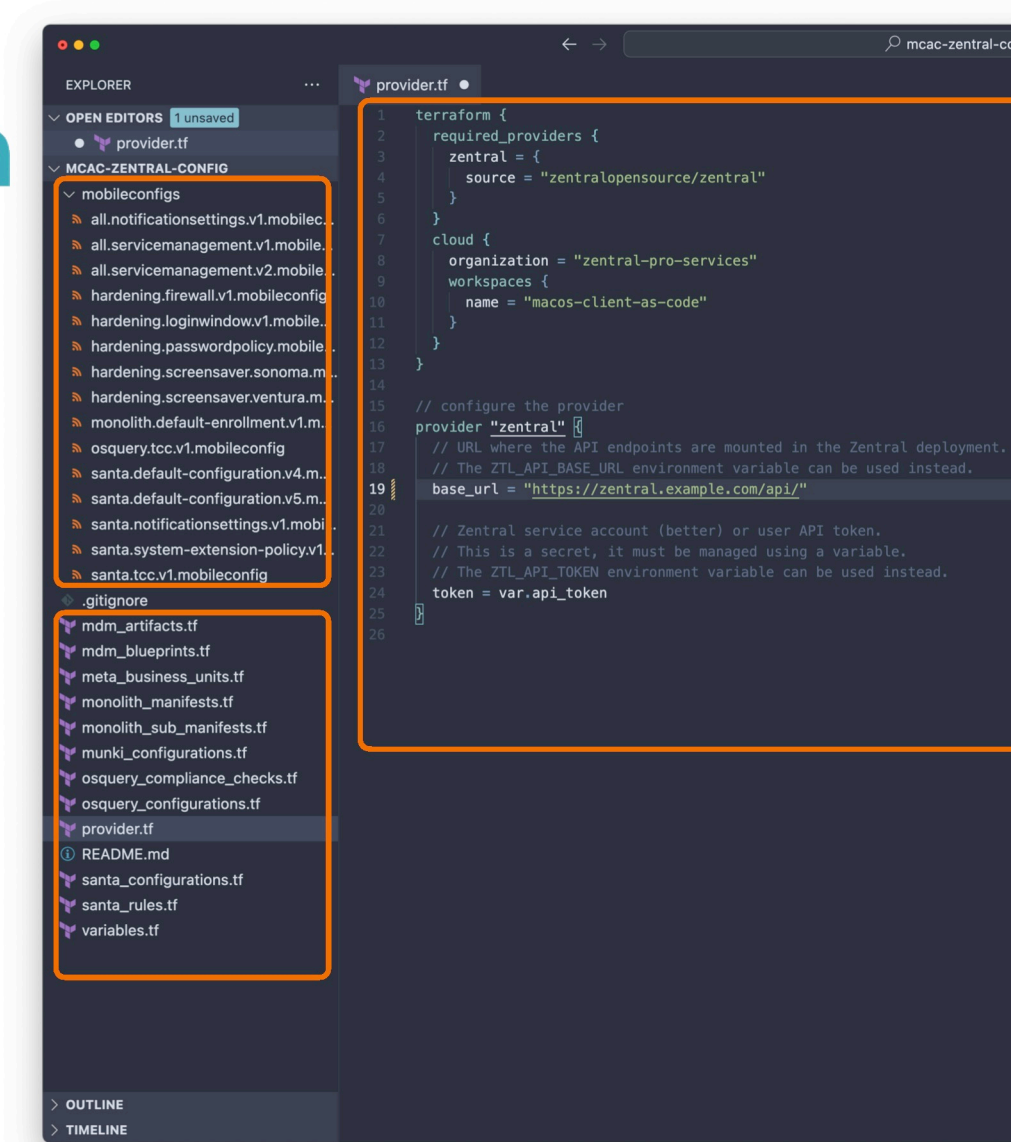 mcac-zentral-co
EXPLORER
provider.tf
OPEN EDITORS 1 unsaved
provider.tf
MCAC-ZENTRAL-CONFIG
mobileconfigs
all.notificationsettings.v1.mobilec...
all.servicemanagement.v1.mobile...
all.servicemanagement.v2.mobile...
hardening.firewall.v1.mobileconfig
hardening.loginwindow.v1.mobile...
hardening.passwordpolicy.mobile...
hardening.screensaver.sonoma.m...
hardening.screensaver.ventura.m...
monolith.default-enrollment.v1.m...
osquery.tcc.v1.mobileconfig
santa.default-configuration.v4.m...
santa.default-configuration.v5.m...
santa.notificationsettings.v1.mobi...
santa.system-extension-policy.v1...
santa.tcc.v1.mobileconfig
.gitignore
mdm_artifacts.tf
mdm_blueprints.tf
meta_business_units.tf
monolith_manifests.tf
monolith_sub_manifests.tf
munki_configurations.tf
osquery_compliance_checks.tf
osquery_configurations.tf
provider.tf
README.md
santa_configurations.tf
santa_rules.tf
variables.tf
OUTLINE
TIMELINE
1 terraform {
2 required_providers {
3 zentral = {
4 source = "zentralopensource/zentral"
5 }
6 }
7 cloud {
8 organization = "zentral-pro-services"
9 workspaces {
10 name = "macos-client-as-code"
11 }
12 }
13 }
14
15 // configure the provider
16 provider "zentral" {
17 // URL where the API endpoints are mounted in the Zentral deployment.
18 // The ZTL_API_BASE_URL environment variable can be used instead.
19 base_url = "https://zentral.example.com/api/"
20
21 // Zentral service account (better) or user API token.
22 // This is a secret, it must be managed using a variable.
23 // The ZTL_API_TOKEN environment variable can be used instead.
24 token = var.api_token
25 }
26